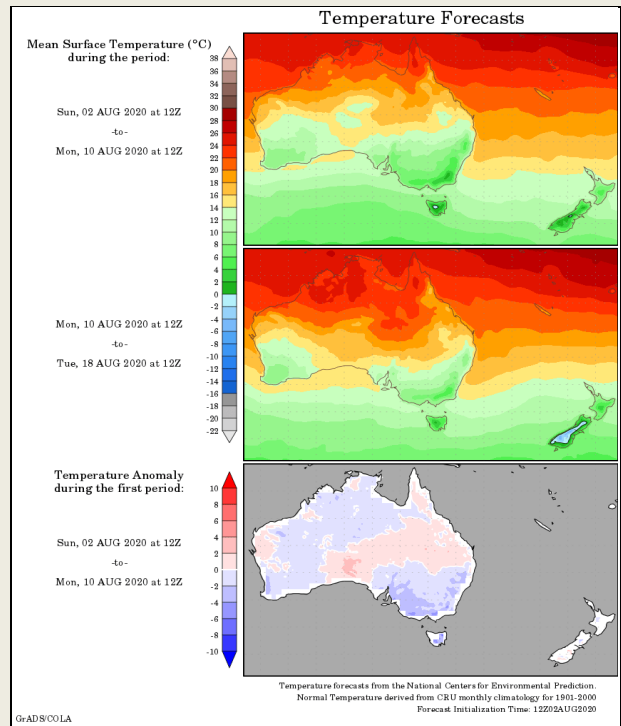 Temperature Forecasts
Mean Surface Temperature (°C)
during the period:
Sun, 02 AUG 2020 at 12Z
-to-
Mon, 10 AUG 2020 at 12Z
38
36
34
32
30
28
26
24
22
20
18
16
14
12
10
8
6
4
2
0
-2
-4
-6
-8
-10
-12
-14
-16
-18
-20
-22
Mon, 10 AUG 2020 at 12Z
-to-
Tue, 18 AUG 2020 at 12Z
Temperature Anomaly
during the first period:
Sun, 02 AUG 2020 at 12Z
-to-
Mon, 10 AUG 2020 at 12Z
10
8
6
4
2
0
-2
-4
-6
-8
-10
Temperature forecasts from the National Centers for Environmental Prediction.
Normal Temperature derived from CRU monthly climatology for 1901-2000
Forecast Initialization Time: 12Z02AUG2020
GrADS/COLA